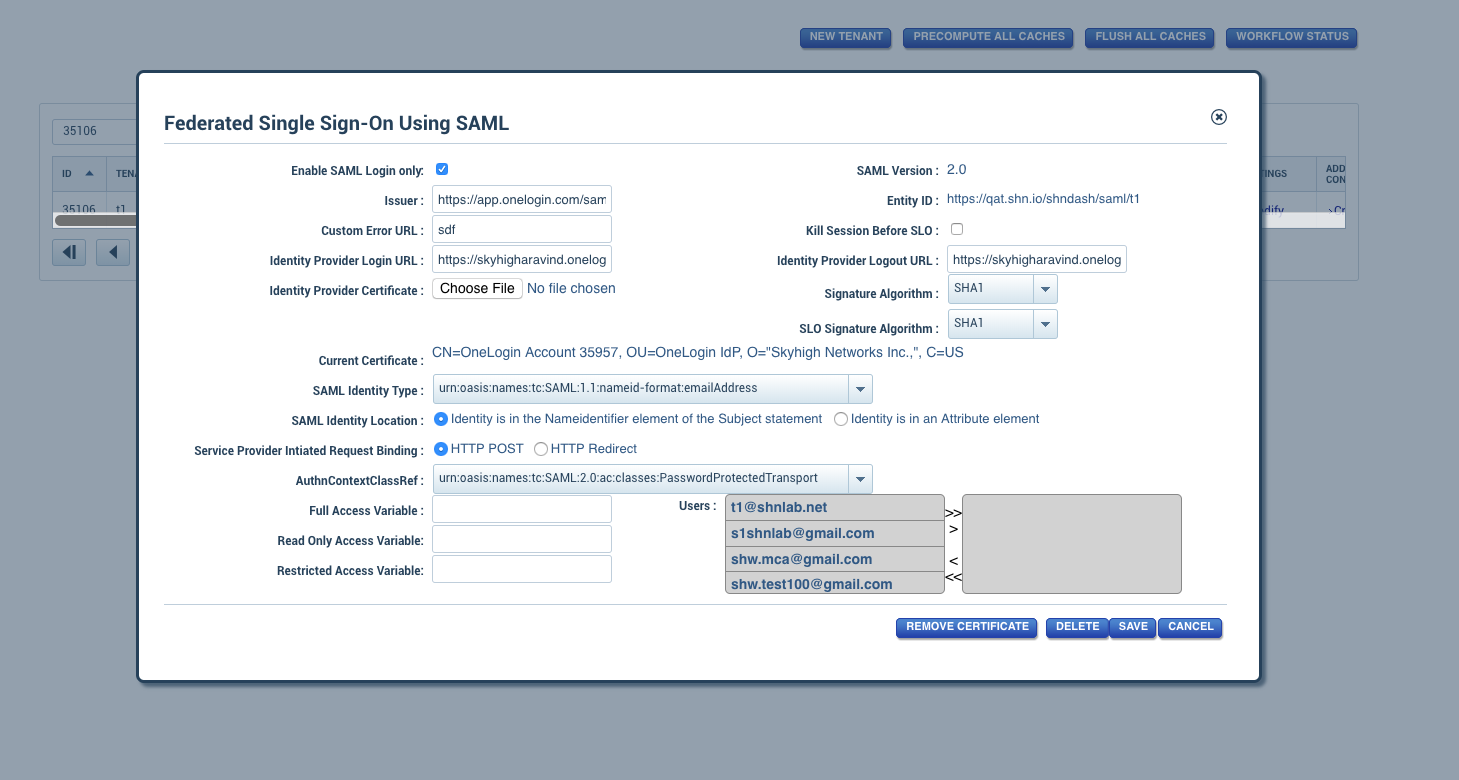 NEW TENANT PRECOMPUTE ALL CACHES FLUSH ALL CACHES WORKFLOW STATUS
Federated Single Sign-On Using SAML
35106
ID
INGS
ADD
CON
35106 t1
Enable SAML Login only:
SAML Version : 2.0
Issuer : https://app.onelogin.com/sam
Entity ID : https://qat.shn.io/shndash/saml/t1
Custom Error URL : sdf
Kill Session Before SLO :
Identity Provider Login URL : https://skyhigharavind.onelog
Identity Provider Logout URL : https://skyhigharavind.onelog
Identity Provider Certificate : Choose File No file chosen
Signature Algorithm : SHA1
SLO Signature Algorithm : SHA1
Current Certificate : CN=OneLogin Account 35957, OU=OneLogin IdP, O="Skyhigh Networks Inc.,", C=US
SAML Identity Type : urn:oasis:names:tc:SAML:1.1:nameid-format:emailAddress
SAML Identity Location : Identity is in the Nameidentifier element of the Subject statement Identity is in an Attribute element
Service Provider Intiated Request Binding : HTTP POST HTTP Redirect
AuthnContextClassRef : urn:oasis:names:tc:SAML:2.0:ac:classes:PasswordProtectedTransport
Full Access Variable :
Users : t1@shnlab.net >>
s1shnlab@gmail.com >
Read Only Access Variable:
shw.mca@gmail.com <
Restricted Access Variable:
shw.test100@gmail.com <<
REMOVE CERTIFICATE DELETE SAVE CANCEL